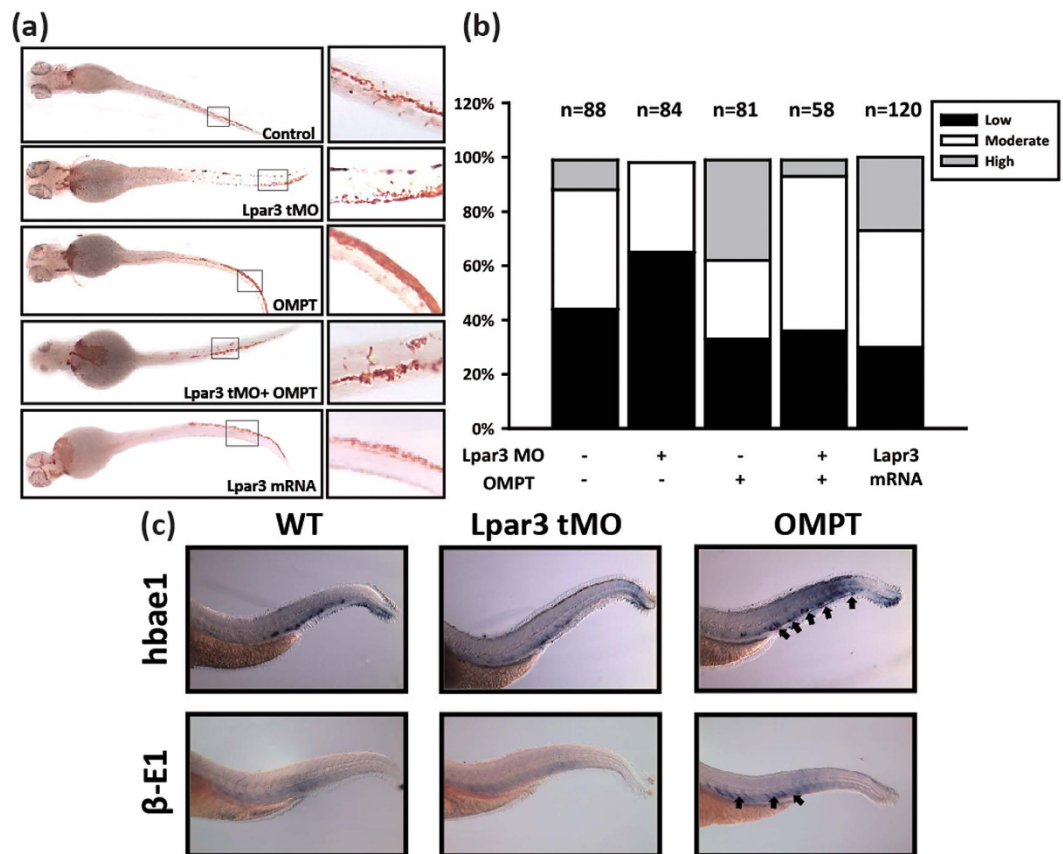 (a)
Control
Lpar3 tMO
OMPT
Lpar3 tMO+ OMPT
Lpar3 mRNA
(b)
120%
100%
80%
60%
40%
20%
0%
n=88 n=84 n=81 n=58 n=120
Low
Moderate
High
Lpar3 MO - + - + Lapr3
OMPT - - + + mRNA
(c)
WT Lpar3 tMO OMPT
hbae1
β-E1